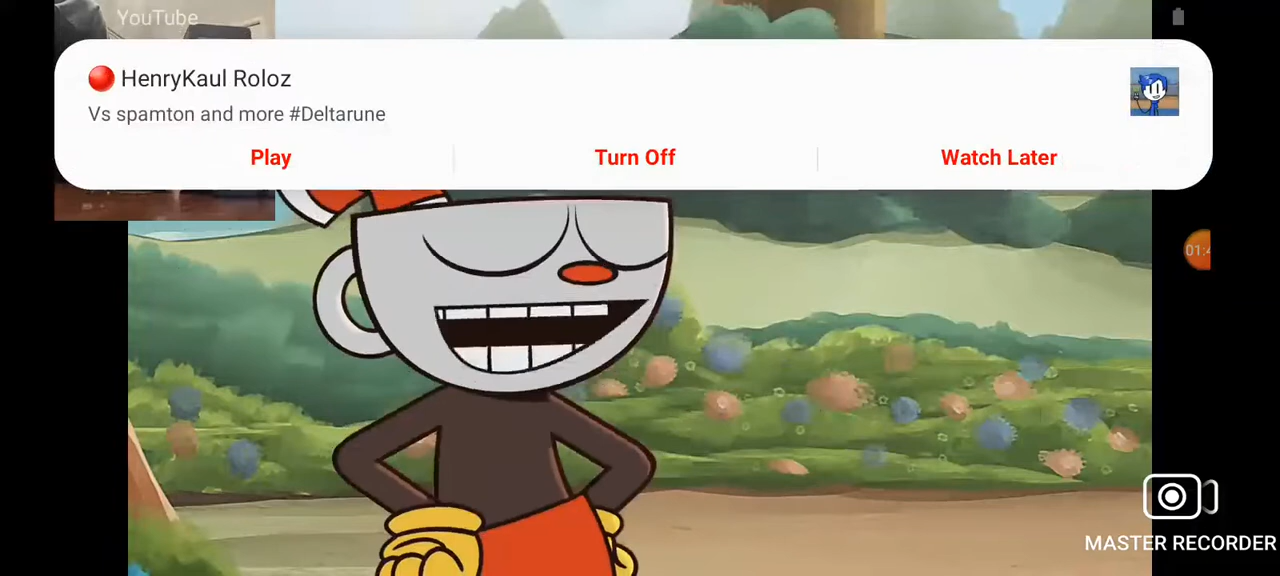 YouTube
🔴 HenryKaul Roloz
Vs spamton and more #Deltarune
Play
Turn Off
Watch Later
MASTER RECORDER